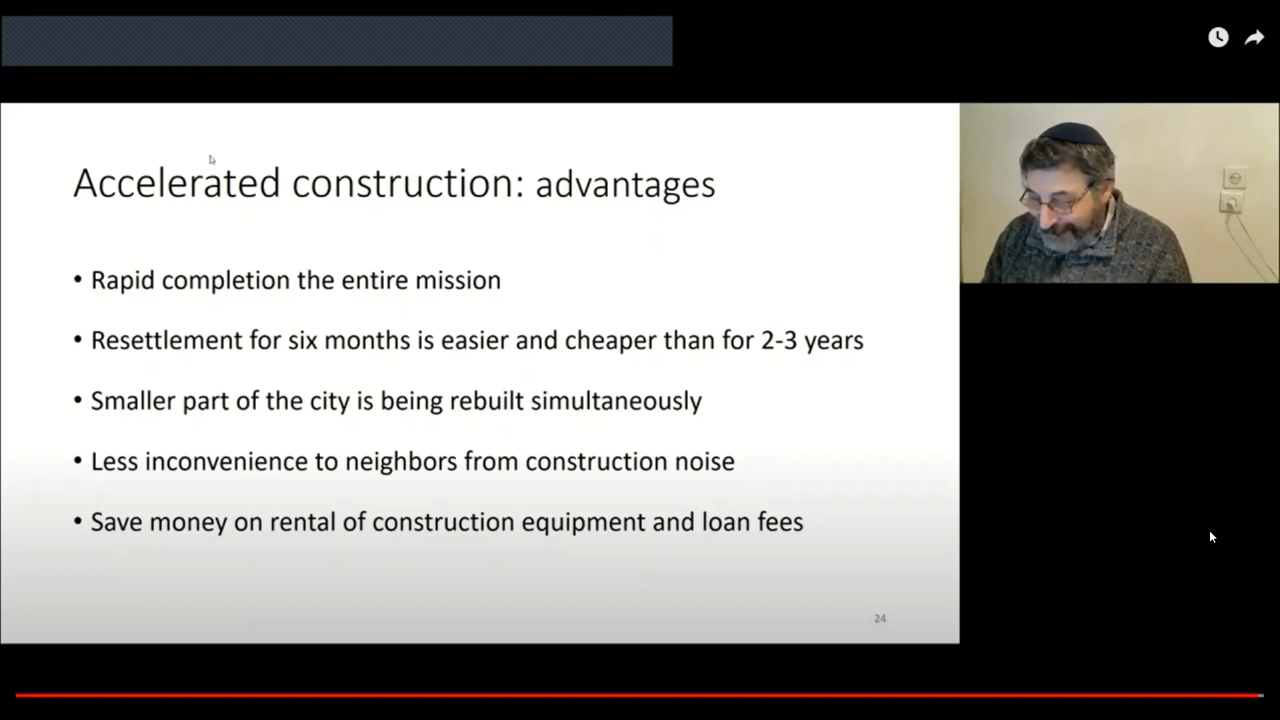 Accelerated construction: advantages
• Rapid completion the entire mission
• Resettlement for six months is easier and cheaper than for 2-3 years
• Smaller part of the city is being rebuilt simultaneously
• Less inconvenience to neighbors from construction noise
• Save money on rental of construction equipment and loan fees
24